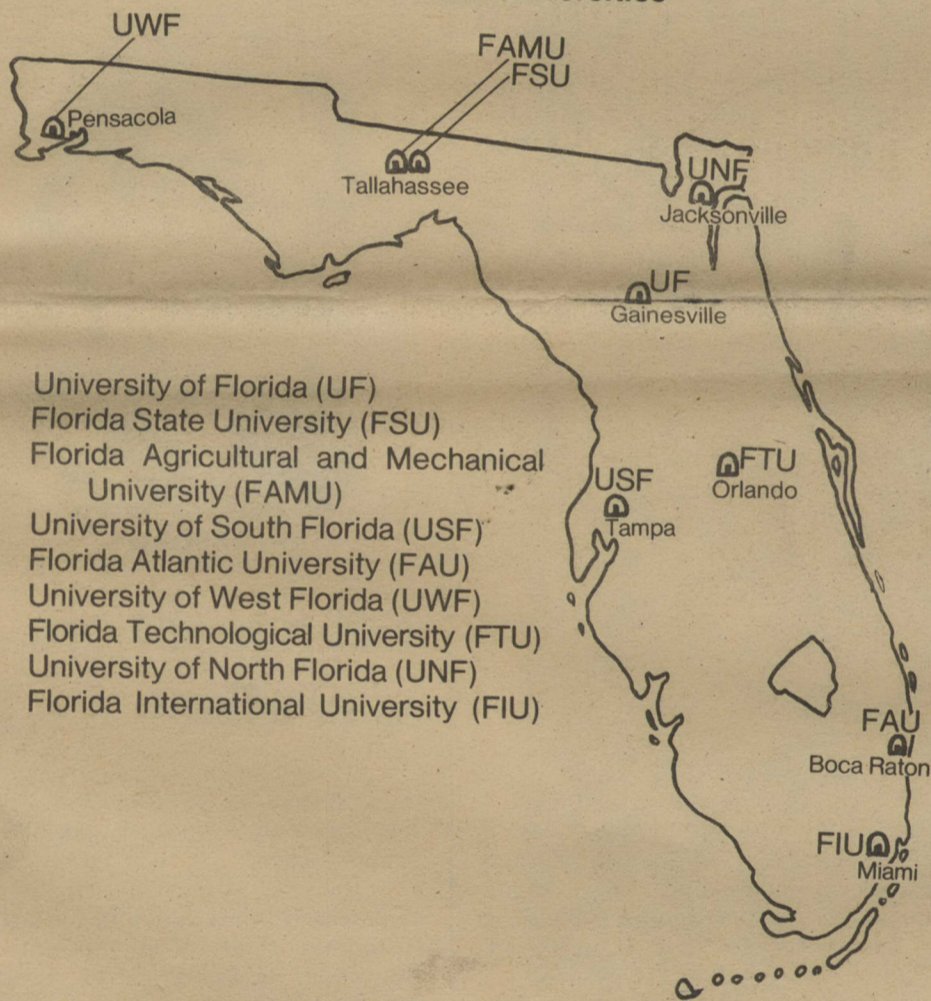 UWF
FAMU
FSU
Pensacola
Tallahassee
UNF
Jacksonville
UF
Gainesville
University of Florida (UF)
Florida State University (FSU)
Florida Agricultural and Mechanical
University (FAMU)
University of South Florida (USF)
Florida Atlantic University (FAU)
University of West Florida (UWF)
Florida Technological University (FTU)
University of North Florida (UNF)
Florida International University (FIU)
FTU
Orlando
USF
Tampa
FAU
Boca Raton
FIU
Miami